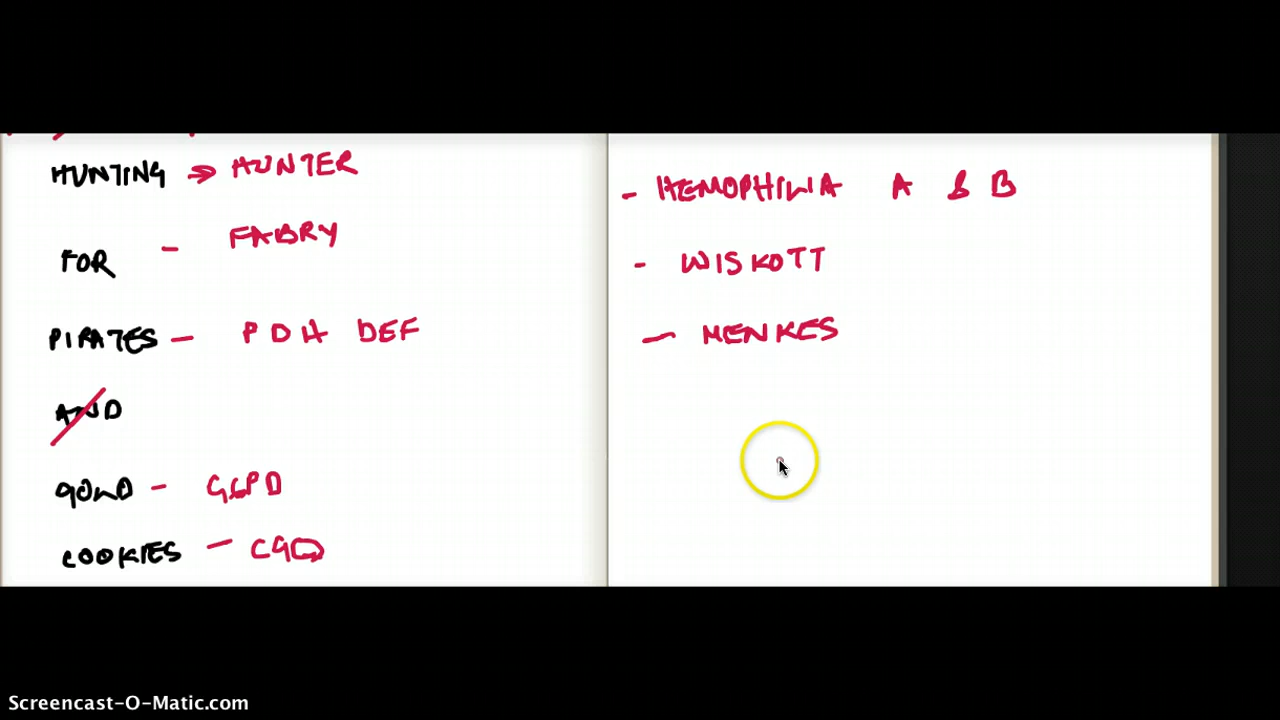 HUNTING → HUNTER
FOR - FABRY
PIRATES - PDH DEF
AND
GOLD - G6PD
COOKIES - CGD
- HEMOPHILIA A & B
- WISKOTT
- MENKES
Screencast-O-Matic.com